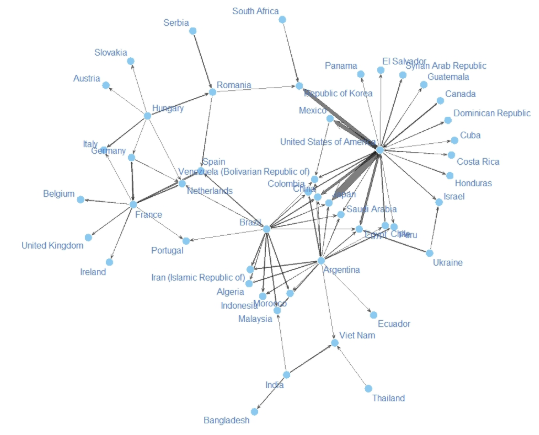 South Africa
Serbia
Slovakia
Panama
El Salvador
Syrian Arab Republic
Austria
Romania
Guatemala
Republic of Korea
Canada
Hungary
Mexico
Dominican Republic
Cuba
United States of America
Italy
Germany
Spain
Costa Rica
Venezuela (Bolivarian Republic of)
Colombia
Honduras
Netherlands
Belgium
Israel
France
Saudi Arabia
Brazil
Egypt
Peru
United Kingdom
Portugal
Ukraine
Ireland
Argentina
Iran (Islamic Republic of)
Algeria
Indonesia
Morocco
Malaysia
Ecuador
Viet Nam
India
Thailand
Bangladesh